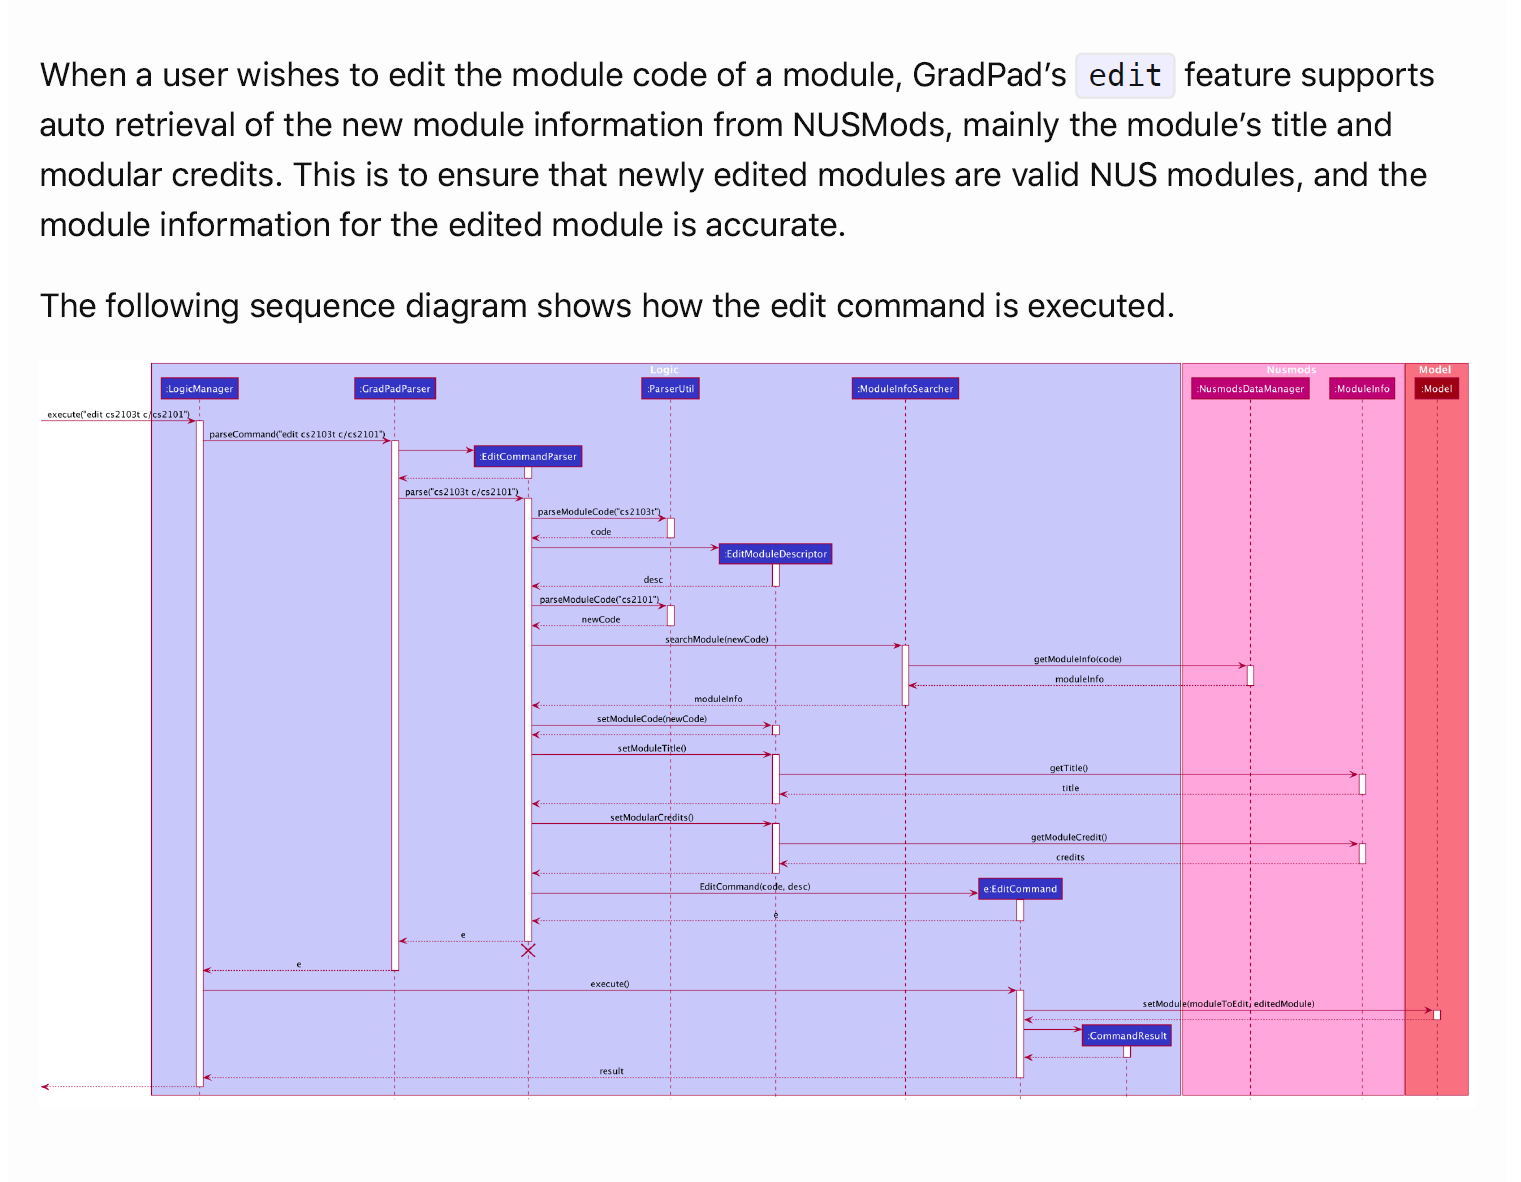 When a user wishes to edit the module code of a module, GradPad’s edit feature supports
auto retrieval of the new module information from NUSMods, mainly the module’s title and
modular credits. This is to ensure that newly edited modules are valid NUS modules, and the
module information for the edited module is accurate.
The following sequence diagram shows how the edit command is executed.
Logic
Nusmods
Model
:LogicManager
:GradPadParser
:ParserUtil
:ModuleInfoSearcher
:NusmodsDataManager
:ModuleInfo
:Model
execute("edit cs2103t c/cs2101")
parseCommand("edit cs2103t c/cs2101")
:EditCommandParser
parse("cs2103t c/cs2101")
parseModuleCode("cs2103t")
code
:EditModuleDescriptor
desc
parseModuleCode("cs2101")
newCode
searchModule(newCode)
getModuleInfo(code)
moduleInfo
moduleInfo
setModuleCode(newCode)
setModuleTitle()
getTitle()
title
setModularCredits()
getModuleCredit()
credits
EditCommand(code, desc)
e:EditCommand
e
e
e
execute()
setModule(moduleToEdit, editedModule)
:CommandResult
result